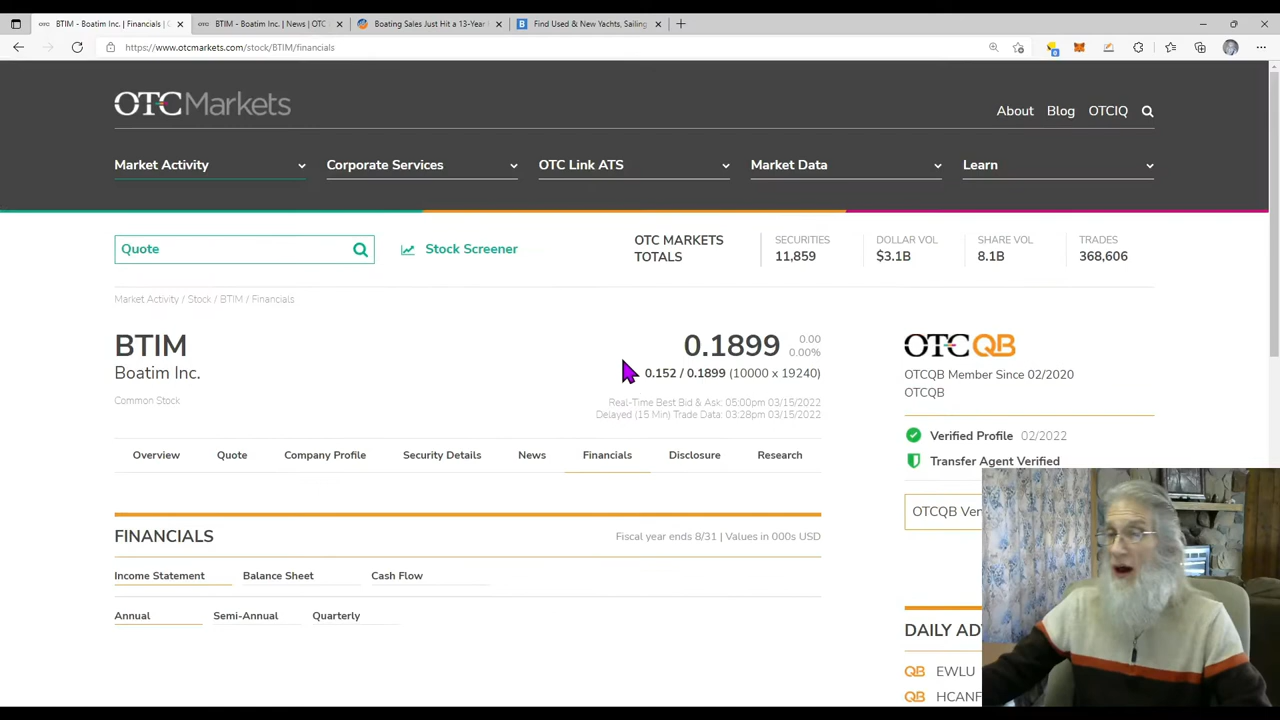 BTIM - Boatim Inc. | Financials |
BTIM - Boatim Inc. | News | OTC
Boating Sales Just Hit a 13-Year
Find Used & New Yachts, Sailing
https://www.otcmarkets.com/stock/BTIM/financials
OTCMarkets
About Blog OTCIQ
Market Activity Corporate Services OTC Link ATS Market Data Learn
Quote
Stock Screener
OTC MARKETS
TOTALS
SECURITIES
11,859
DOLLAR VOL
$3.1B
SHARE VOL
8.1B
TRADES
368,606
Market Activity / Stock / BTIM / Financials
BTIM
Boatim Inc.
Common Stock
0.1899
0.00
0.00%
0.152 / 0.1899 (10000 x 19240)
Real-Time Best Bid & Ask: 05:00pm 03/15/2022
Delayed (15 Min) Trade Data: 03:28pm 03/15/2022
OTCQB
OTCQB Member Since 02/2020
OTCQB
Verified Profile 02/2022
Transfer Agent Verified
OTCQB Ver
Overview Quote Company Profile Security Details News Financials Disclosure Research
FINANCIALS
Fiscal year ends 8/31 | Values in 000s USD
Income Statement Balance Sheet Cash Flow
Annual Semi-Annual Quarterly
DAILY AD
QB EWLU
QB HCANF